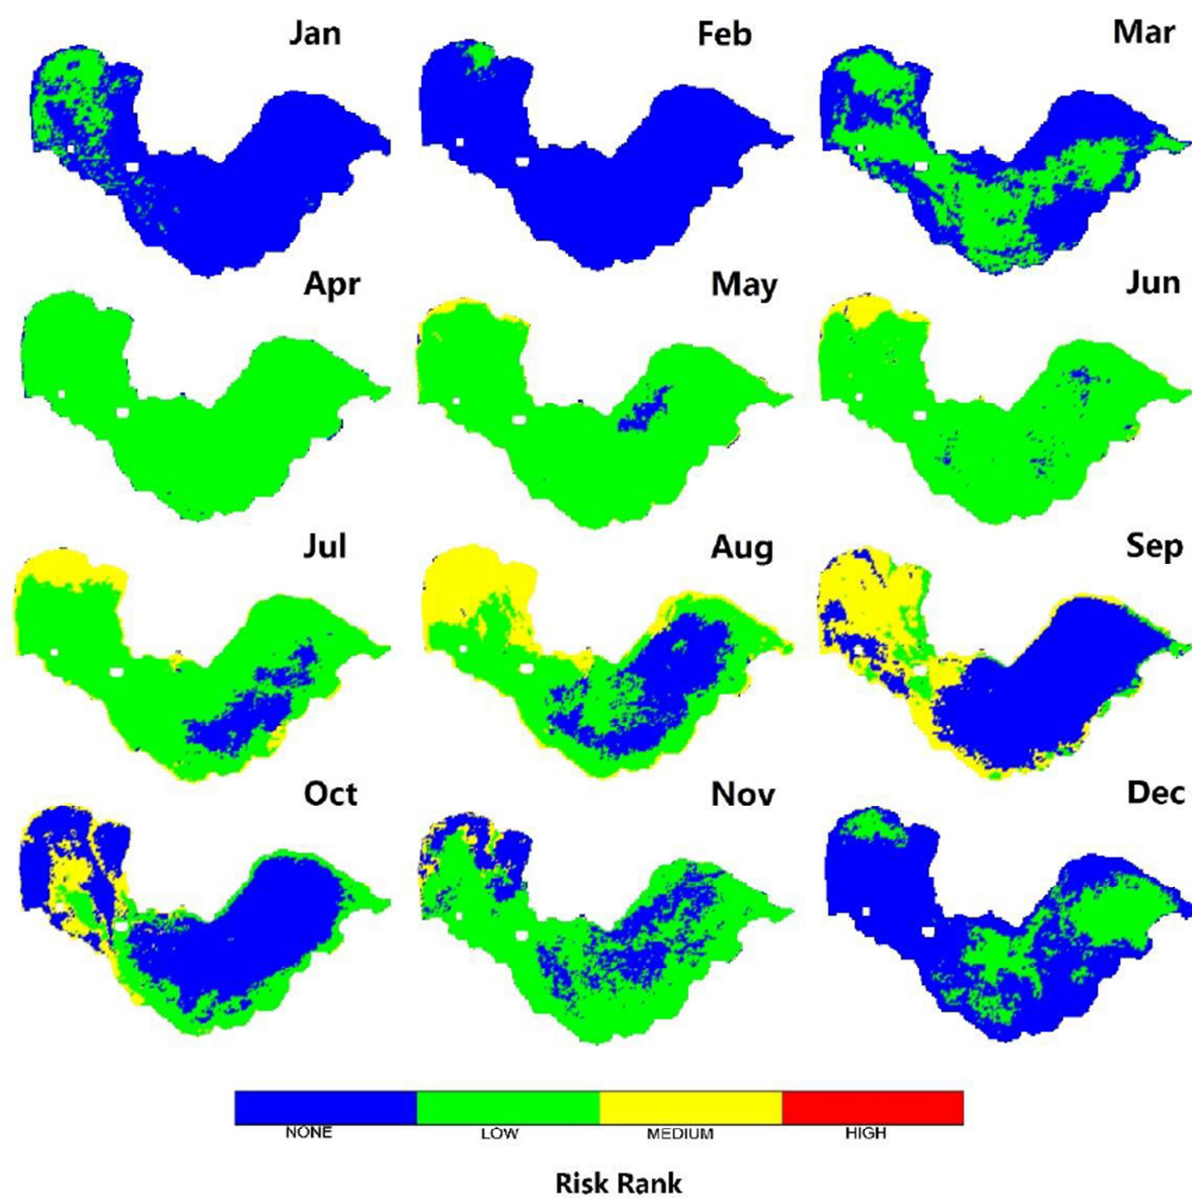 Jan Feb Mar
Apr May Jun
Jul Aug Sep
Oct Nov Dec
NONE LOW MEDIUM HIGH
Risk Rank